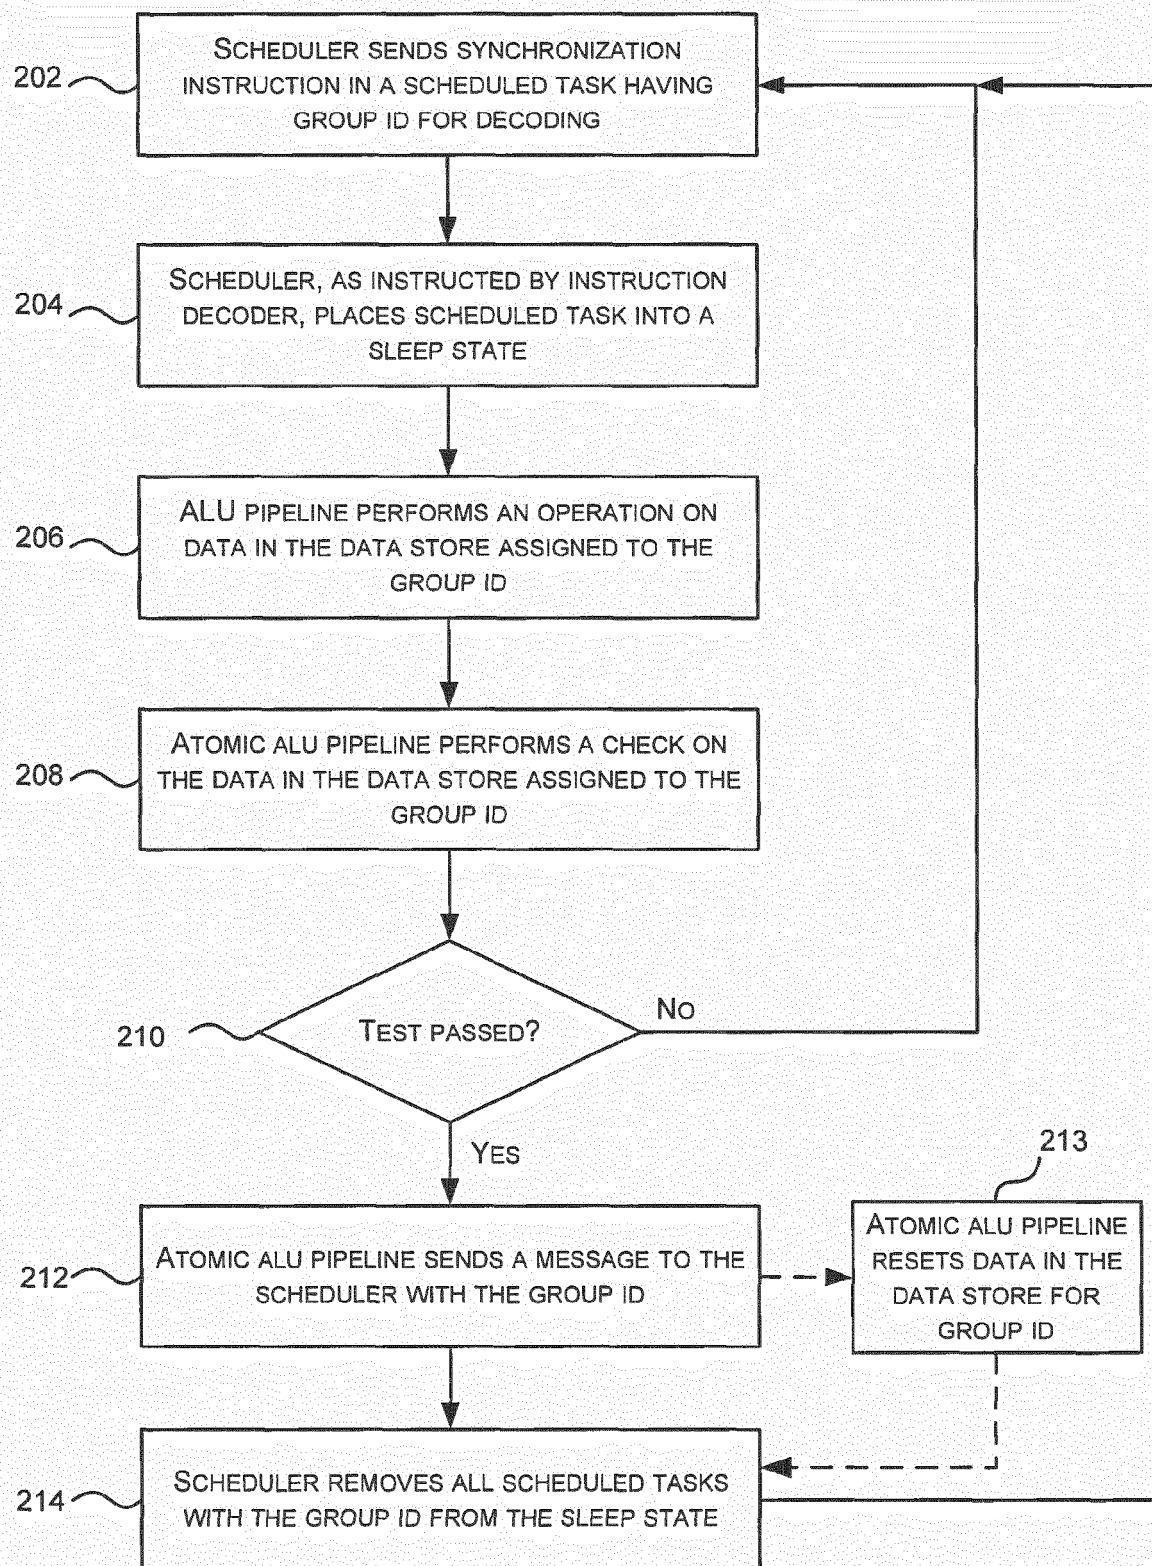 202
SCHEDULER SENDS SYNCHRONIZATION
INSTRUCTION IN A SCHEDULED TASK HAVING
GROUP ID FOR DECODING
204
SCHEDULER, AS INSTRUCTED BY INSTRUCTION
DECODER, PLACES SCHEDULED TASK INTO A
SLEEP STATE
206
ALU PIPELINE PERFORMS AN OPERATION ON
DATA IN THE DATA STORE ASSIGNED TO THE
GROUP ID
208
ATOMIC ALU PIPELINE PERFORMS A CHECK ON
THE DATA IN THE DATA STORE ASSIGNED TO THE
GROUP ID
210
TEST PASSED?
NO
YES
212
ATOMIC ALU PIPELINE SENDS A MESSAGE TO THE
SCHEDULER WITH THE GROUP ID
213
ATOMIC ALU PIPELINE
RESETS DATA IN THE
DATA STORE FOR
GROUP ID
214
SCHEDULER REMOVES ALL SCHEDULED TASKS
WITH THE GROUP ID FROM THE SLEEP STATE